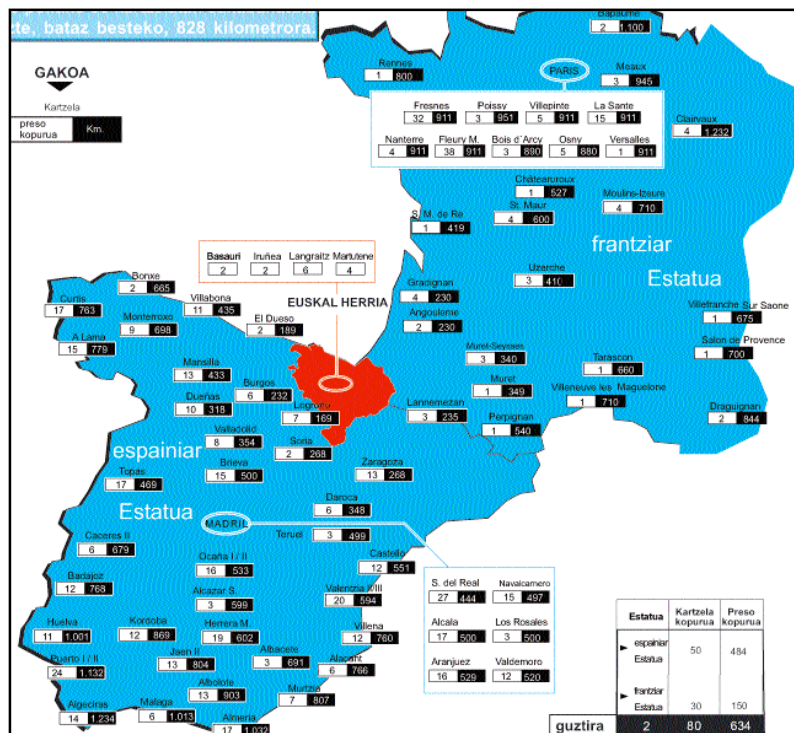 zte, bataz besteko, 828 kilometrora.
GAKOA
Kartzela
preso kopurua Km.
Bapaume
2 1.100
Rennes
1 800
PARIS
Meaux
3 945
Fresnes Poissy Villepinte La Sante
32 911 3 951 5 911 15 911
Nanterre Fleury M. Bois d´Arcy Osny Versalles
4 911 38 911 3 890 5 880 1 911
Clairvaux
4 1.232
Châtearuroux
1 527
Moulins-Izeure
4 710
St. Maur
4 600
S. M. de Re
1 419
frantziar
Estatua
Uzerche
3 410
Basauri Iruñea Langraitz Martutene
2 2 6 4
EUSKAL HERRIA
Gradignan
4 230
Angouleme
2 230
Villefranche Sur Saone
1 675
Salon de Provence
1 700
Muret-Seysses
3 340
Tarascon
1 660
Muret
1 349
Villeneuve les Maguelone
1 710
Lannemezan
3 235
Perpignan
1 540
Draguignan
2 844
Bonxe
2 665
Curtis
17 763
Villabona
11 435
Monterroxo
9 698
El Dueso
2 189
A Lama
15 779
Mansilla
13 433
Burgos
6 232
Dueñas
10 318
Logroño
7 169
Valladolid
8 354
espainiar
Estatua
Soria
2 268
Brieva
15 500
Zaragoza
13 268
Topas
17 469
Daroca
6 348
MADRIL
Teruel
3 499
Caceres II
6 679
Ocaña I / II
16 533
Castello
12 551
Badajoz
12 768
Alcazar S.
3 599
Valentzia II/III
20 594
Huelva
11 1.001
Kordoba
12 869
Herrera M.
19 602
Villena
12 760
Jaen II
13 804
Albacete
3 691
Alacant
6 766
Puerto I / II
24 1.132
Albolote
13 903
Murtzia
7 807
Algeciras
14 1.234
Malaga
6 1.013
Almeria
17 1.032
S. del Real Navalcarnero
27 444 15 497
Alcala Los Rosales
17 500 3 500
Aranjuez Valdemoro
16 529 12 520
Estatua Kartzela kopurua Preso kopurua
espainiar Estatua 50 484
frantziar Estatua 30 150
guztira 2 80 634